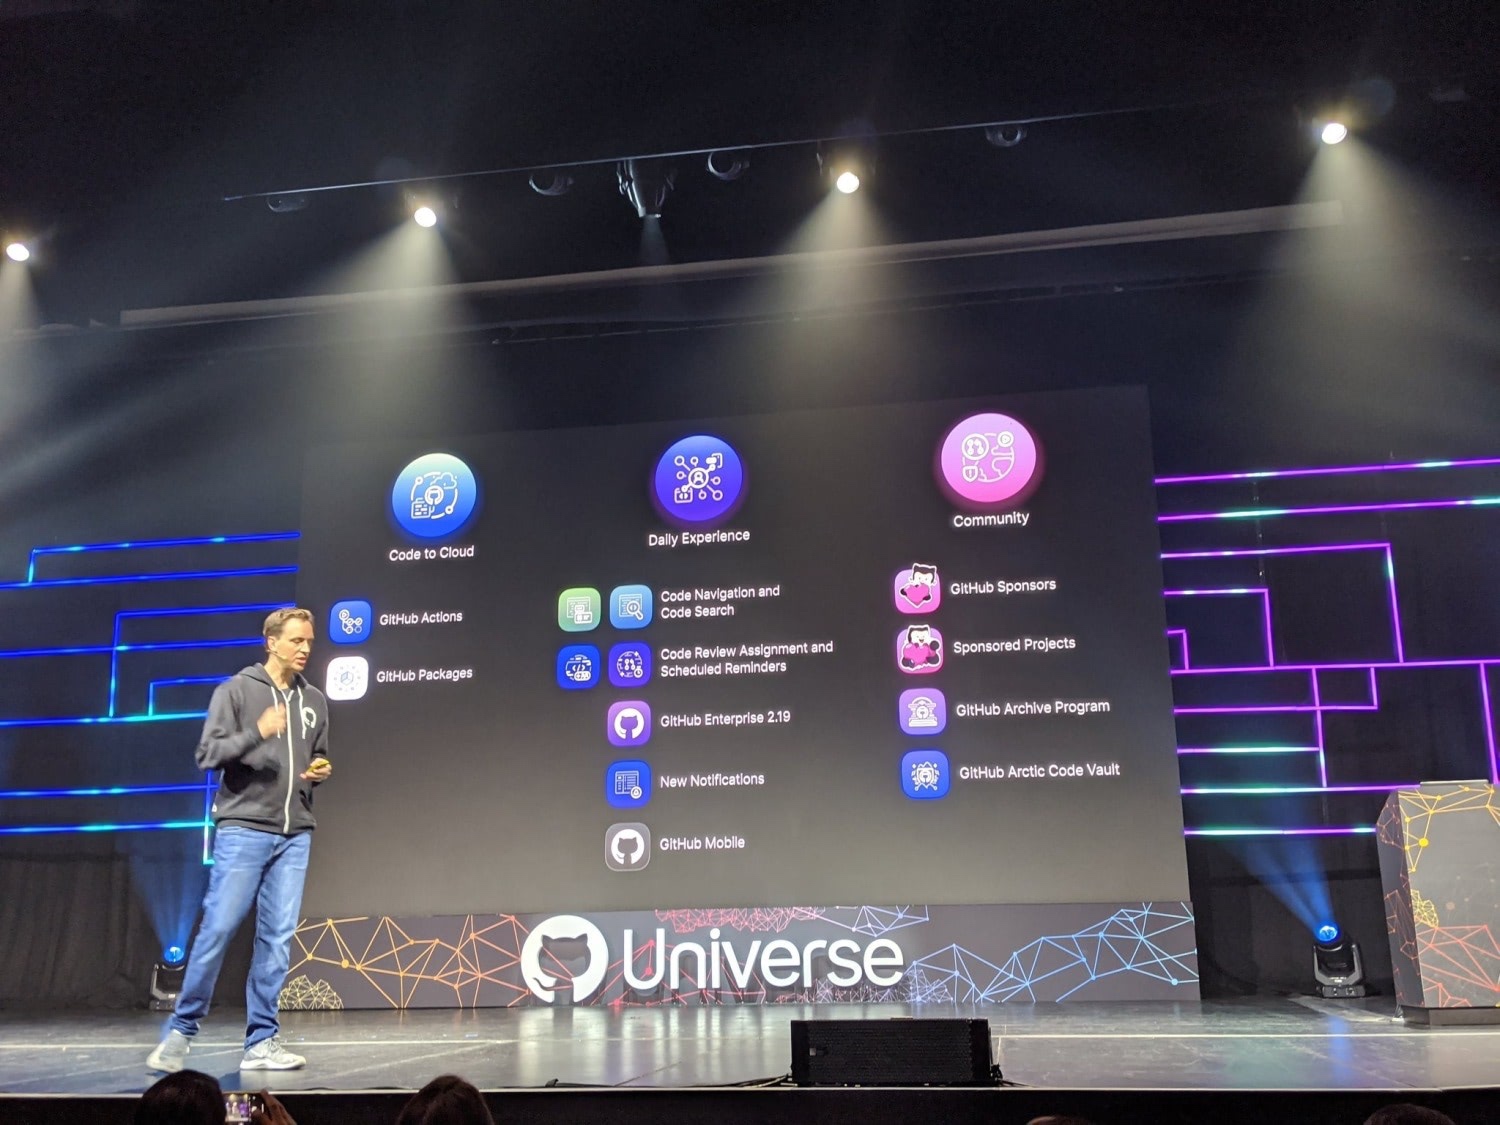 Code to Cloud
GitHub Actions
GitHub Packages
Daily Experience
Code Navigation and
Code Search
Code Review Assignment and
Scheduled Reminders
GitHub Enterprise 2.19
New Notifications
GitHub Mobile
Community
GitHub Sponsors
Sponsored Projects
GitHub Archive Program
GitHub Arctic Code Vault
Universe